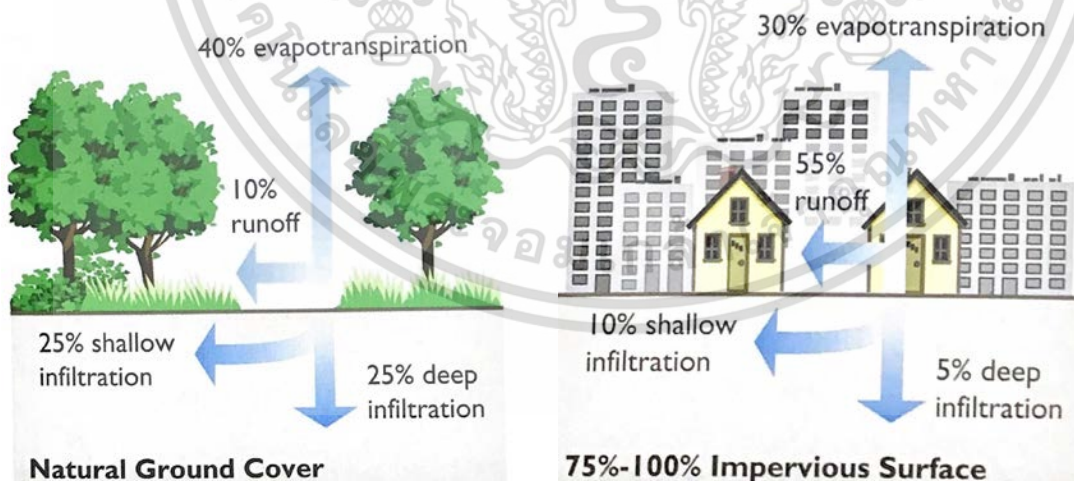 40% evapotranspiration
10%
runoff
25% shallow
infiltration
25% deep
infiltration
Natural Ground Cover
30% evapotranspiration
55%
runoff
10% shallow
infiltration
5% deep
infiltration
75%-100% Impervious Surface